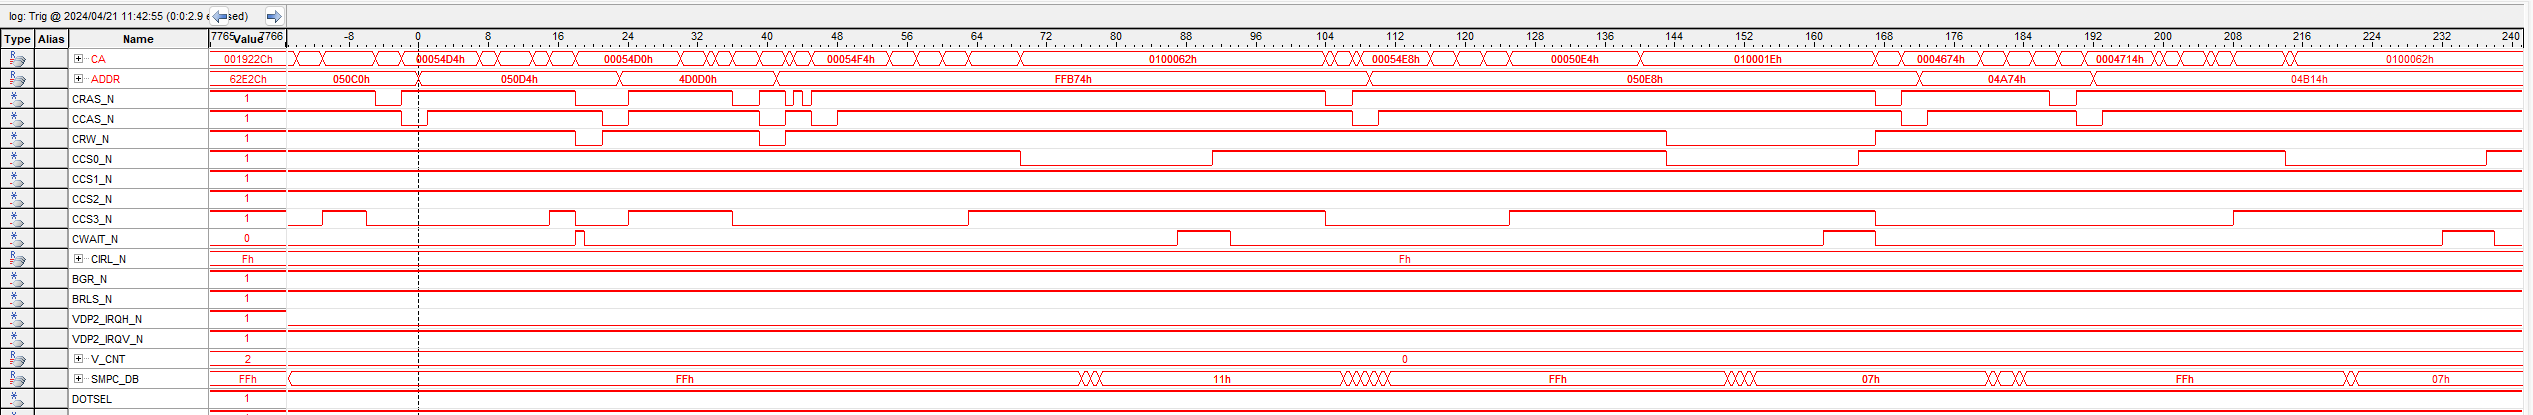 log: Trig @ 2024/04/21 11:42:55 (0:0:2.9 e sed)
Type Alias Name 7765 Value 7766 -8 0 8 16 24 32 40 48 56 64 72 80 88 96 104 112 120 128 136 144 152 160 168 176 184 192 200 208 216 224 232 240
CA 001922Ch 00054D4h 00054D0h 00054F4h 0100062h 00054E8h 00050E4h 010001Eh 0004674h 0004714h 0100062h
ADDR 62E2Ch 050C0h 050D4h 4D0D0h FFB74h 050E8h 04A74h 04B14h
CRAS_N 1
CCAS_N 1
CRW_N 1
CCS0_N 1
CCS1_N 1
CCS2_N 1
CCS3_N 1
CWAIT_N 0
CIRL_N Fh Fh
BGR_N 1
BRLS_N 1
VDP2_IRQH_N 1
VDP2_IRQV_N 1
V_CNT 2 0
SMPC_DB FFh FFh 11h FFh 07h FFh 07h
DOTSEL 1